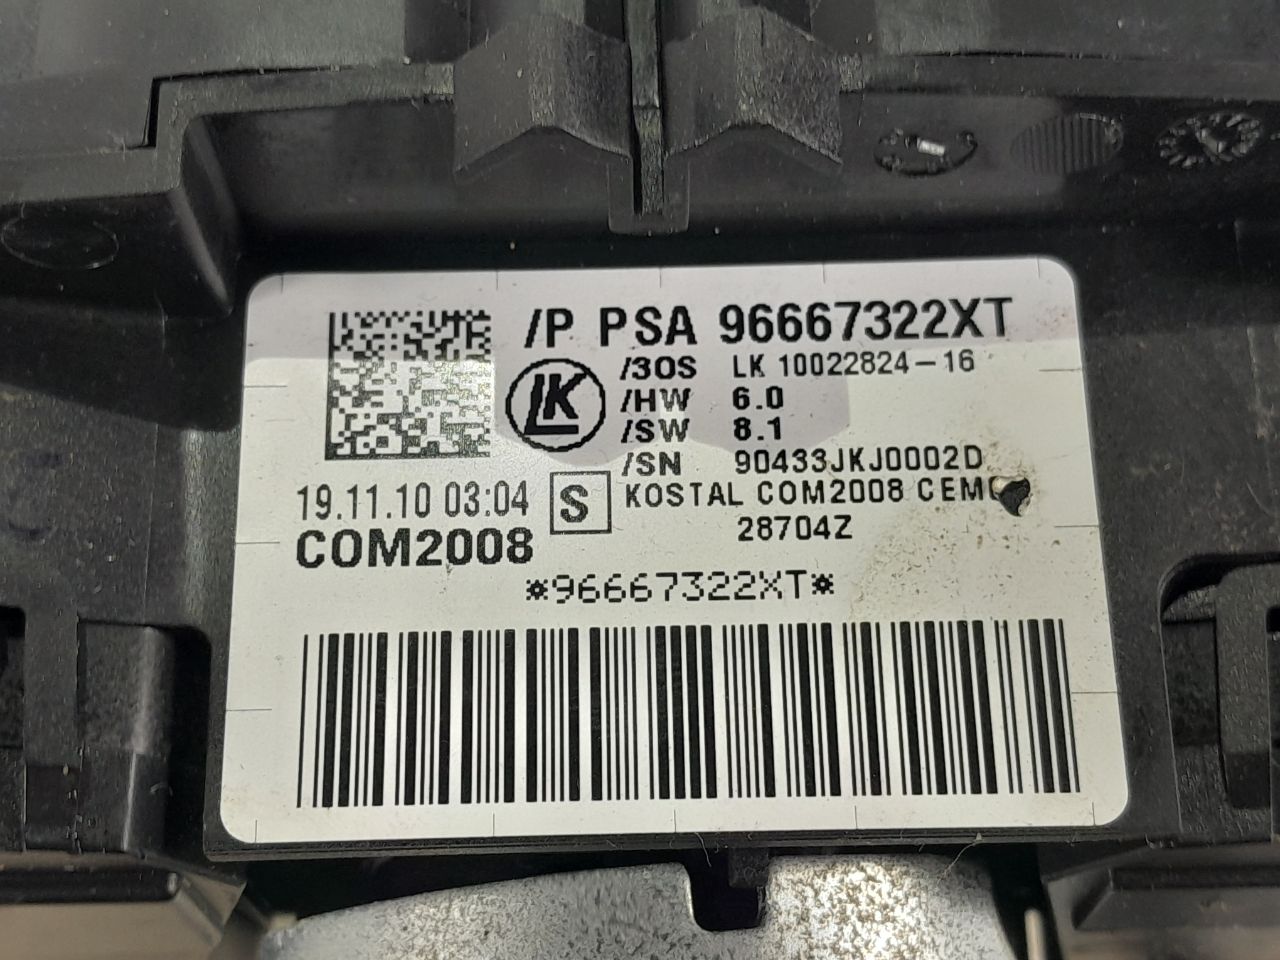 /P PSA 96667322XT
/30S LK 10022824-16
LK
/HW 6.0
/SW 8.1
/SN 90433JKJ0002D
19.11.10 03:04 S KOSTAL COM2008
COM2008 28704Z
*96667322XT*